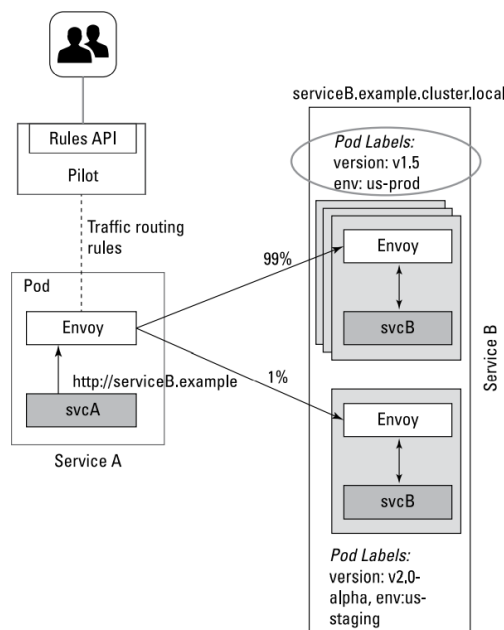 serviceB.example.cluster.local
Rules API
Pilot
Pod Labels:
version: v1.5
env: us-prod
Traffic routing
rules
Pod
Envoy
http://serviceB.example
svcA
Service A
99%
1%
Envoy
svcB
Envoy
svcB
Service B
Pod Labels:
version: v2.0-
alpha, env:us-
staging